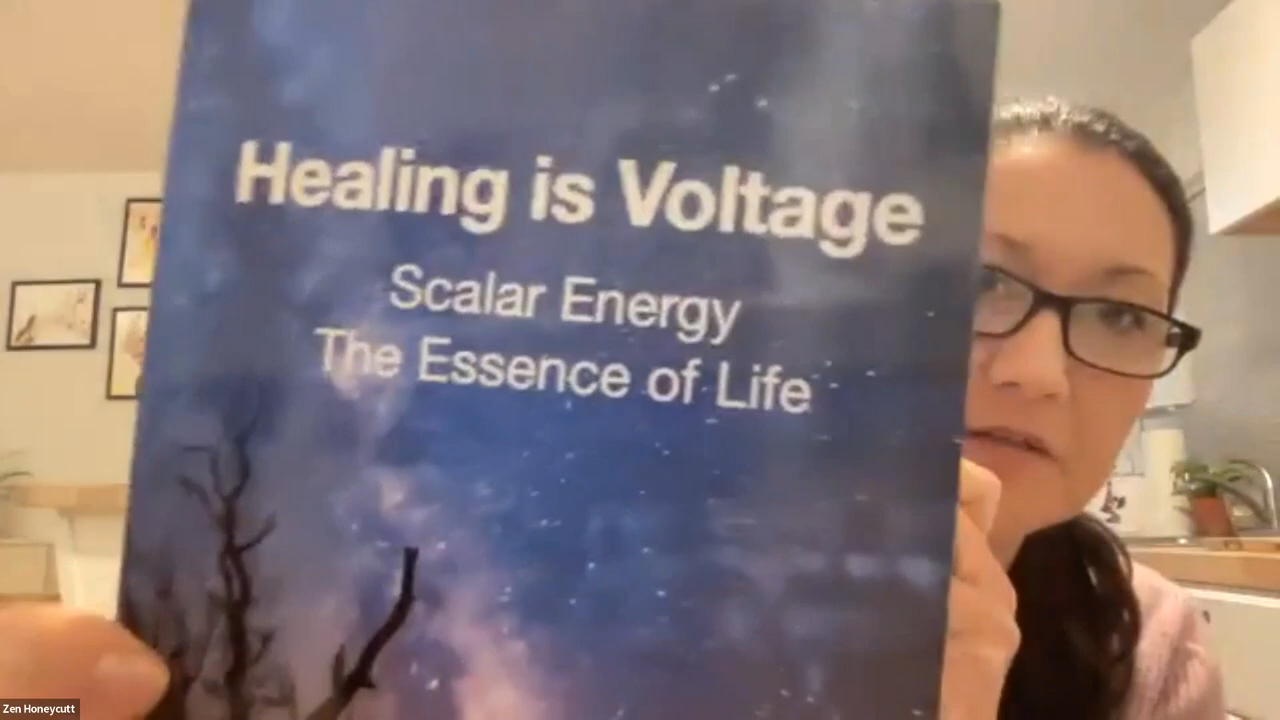 Healing is Voltage
Scalar Energy
The Essence of Life
Zen Honeycutt